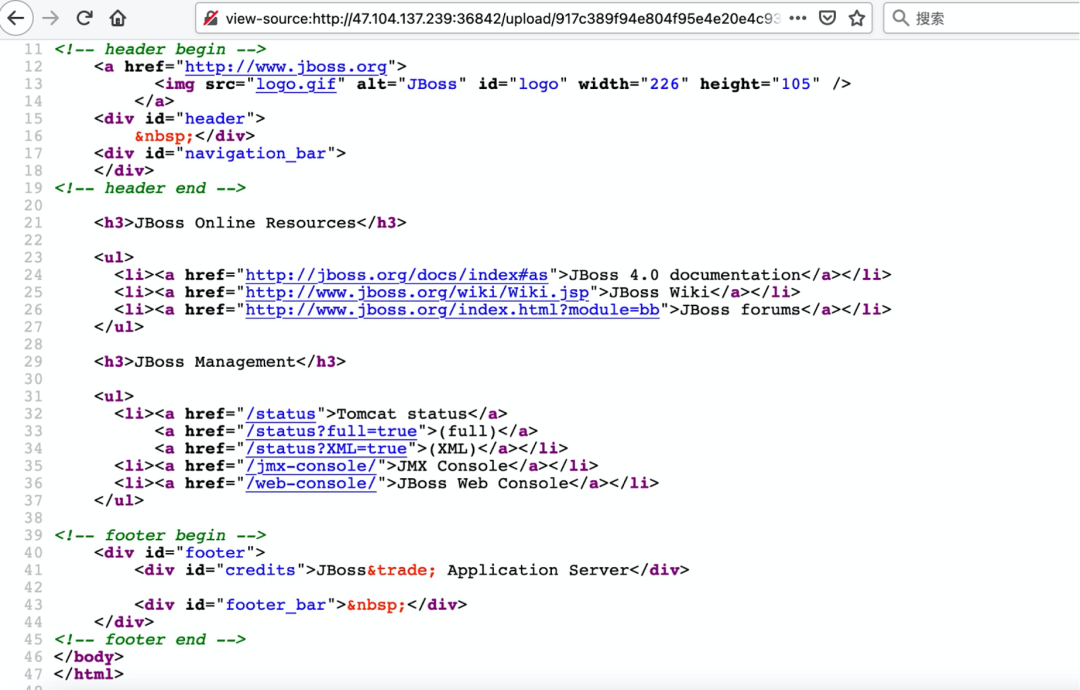 view-source:http://47.104.137.239:36842/upload/917c389f94e804f95e4e20e4c93
搜索
11 <!-- header begin -->
12 <a href="http://www.jboss.org">
13 <img src="logo.gif" alt="JBoss" id="logo" width="226" height="105" />
14 </a>
15 <div id="header">
16 &nbsp;</div>
17 <div id="navigation_bar">
18 </div>
19 <!-- header end -->
20
21 <h3>JBoss Online Resources</h3>
22
23 <ul>
24 <li><a href="http://jboss.org/docs/index#as">JBoss 4.0 documentation</a></li>
25 <li><a href="http://www.jboss.org/wiki/Wiki.jsp">JBoss Wiki</a></li>
26 <li><a href="http://www.jboss.org/index.html?module=bb">JBoss forums</a></li>
27 </ul>
28
29 <h3>JBoss Management</h3>
30
31 <ul>
32 <li><a href="/status">Tomcat status</a>
33 <a href="/status?full=true">(full)</a>
34 <a href="/status?XML=true">(XML)</a></li>
35 <li><a href="/jmx-console/">JMX Console</a></li>
36 <li><a href="/web-console/">JBoss Web Console</a></li>
37 </ul>
38
39 <!-- footer begin -->
40 <div id="footer">
41 <div id="credits">JBoss&trade; Application Server</div>
42
43 <div id="footer_bar">&nbsp;</div>
44 </div>
45 <!-- footer end -->
46 </body>
47 </html>